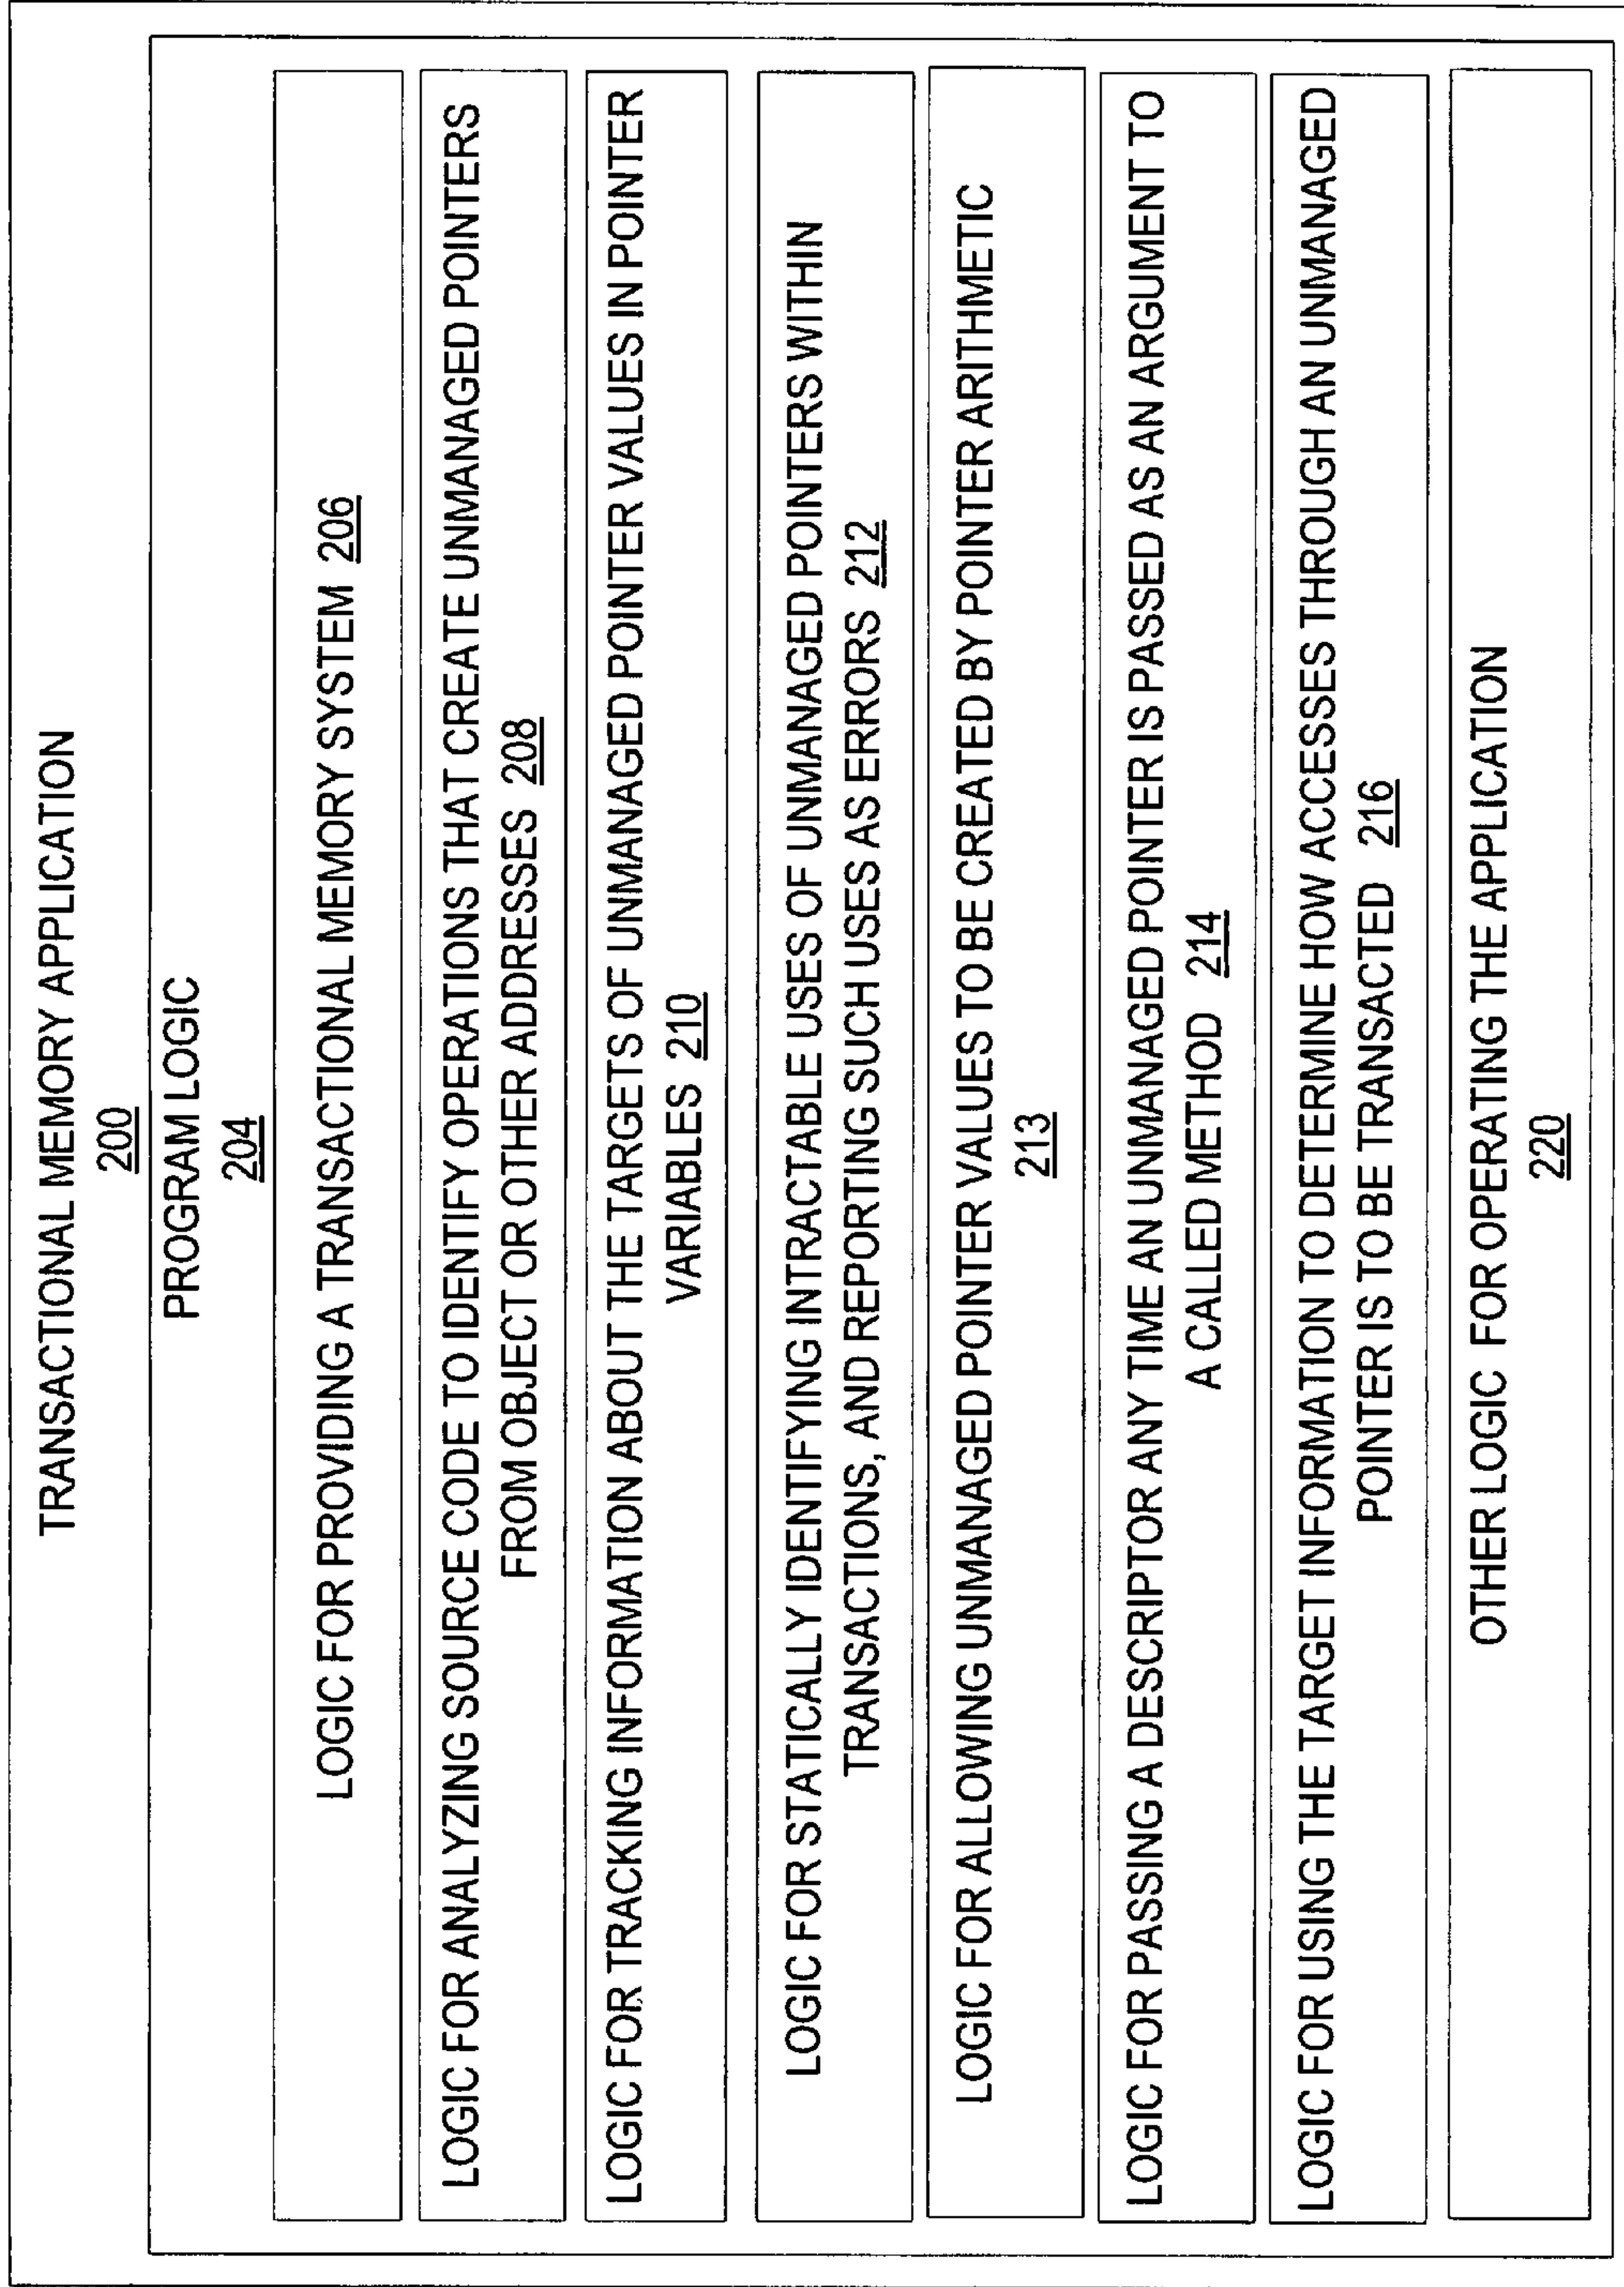 TRANSACTIONAL MEMORY APPLICATION
200
PROGRAM LOGIC
204
LOGIC FOR PROVIDING A TRANSACTIONAL MEMORY SYSTEM 206
LOGIC FOR ANALYZING SOURCE CODE TO IDENTIFY OPERATIONS THAT CREATE UNMANAGED POINTERS
FROM OBJECT OR OTHER ADDRESSES 208
LOGIC FOR TRACKING INFORMATION ABOUT THE TARGETS OF UNMANAGED POINTER VALUES IN POINTER
VARIABLES 210
LOGIC FOR STATICALLY IDENTIFYING INTRACTABLE USES OF UNMANAGED POINTERS WITHIN
TRANSACTIONS, AND REPORTING SUCH USES AS ERRORS 212
LOGIC FOR ALLOWING UNMANAGED POINTER VALUES TO BE CREATED BY POINTER ARITHMETIC
213
LOGIC FOR PASSING A DESCRIPTOR ANY TIME AN UNMANAGED POINTER IS PASSED AS AN ARGUMENT TO
A CALLED METHOD 214
LOGIC FOR USING THE TARGET INFORMATION TO DETERMINE HOW ACCESSES THROUGH AN UNMANAGED
POINTER IS TO BE TRANSACTED 216
OTHER LOGIC FOR OPERATING THE APPLICATION
220